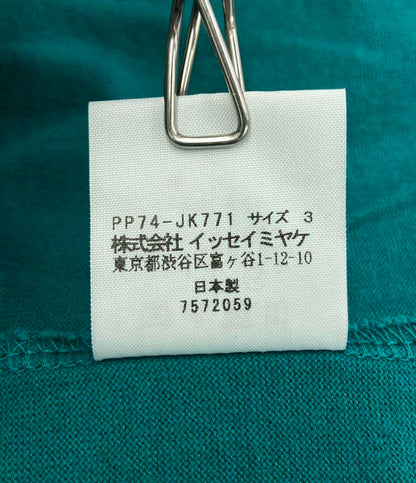 PP74-JK771 サイズ 3
株式会社 イッセイミヤケ
東京都渋谷区富ヶ谷1-12-10
日本製
7572059